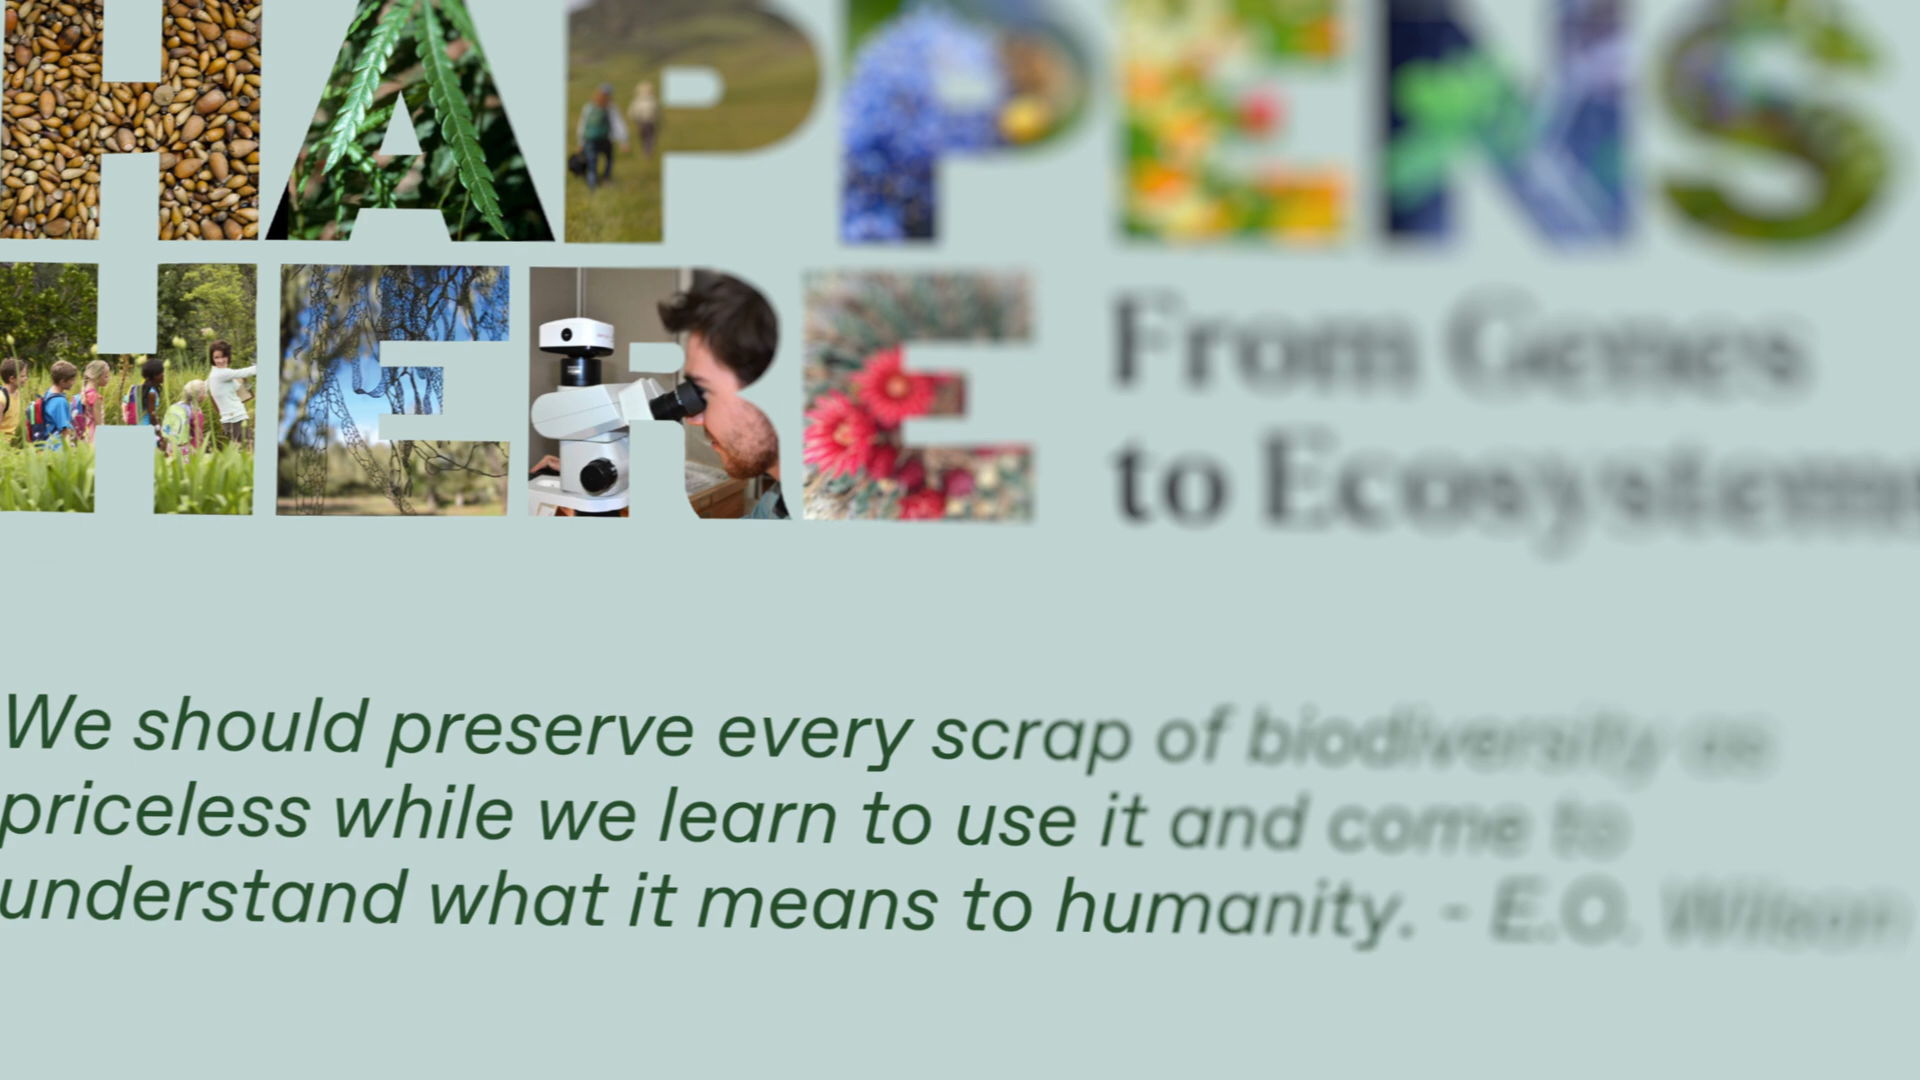 HAPPENS
HERE
From Genes
to Ecosystems
We should preserve every scrap of biodiversity as
priceless while we learn to use it and come to
understand what it means to humanity. - E.O. Wilson